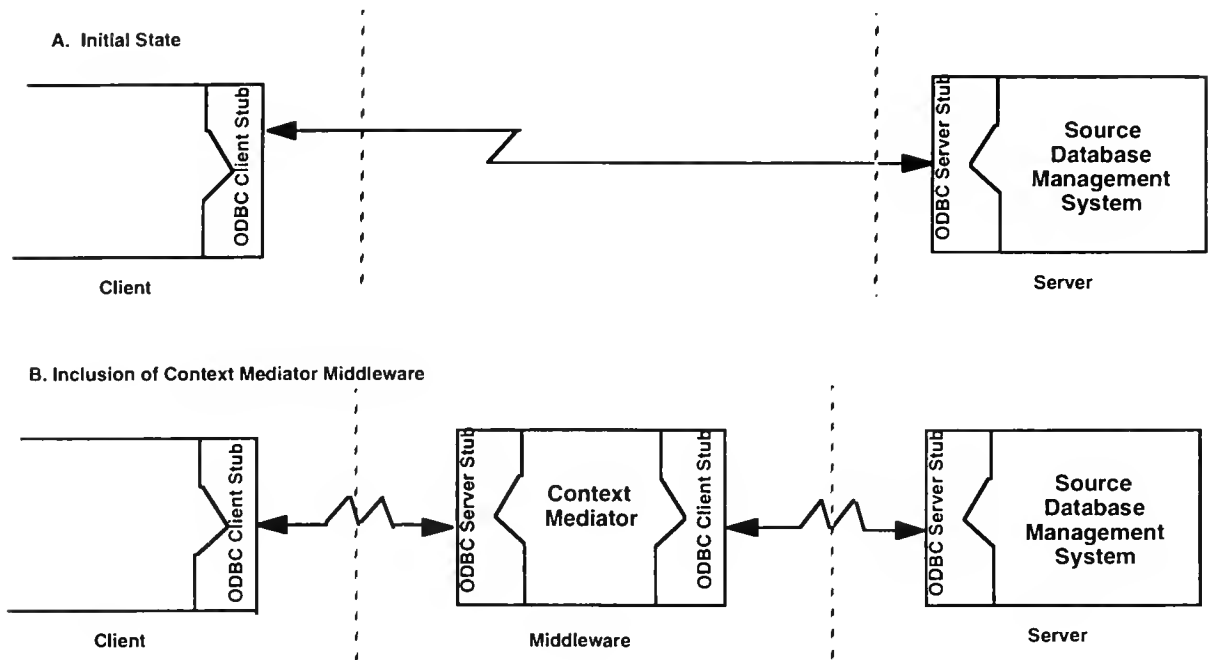 A. Initial State
ODBC Client Stub
ODBC Server Stub
Source
Database
Management
System
Client
Server
B. Inclusion of Context Mediator Middleware
ODBC Client Stub
ODBC Server Stub
Context
Mediator
ODBC Client Stub
ODBC Server Stub
Source
Database
Management
System
Client
Middleware
Server